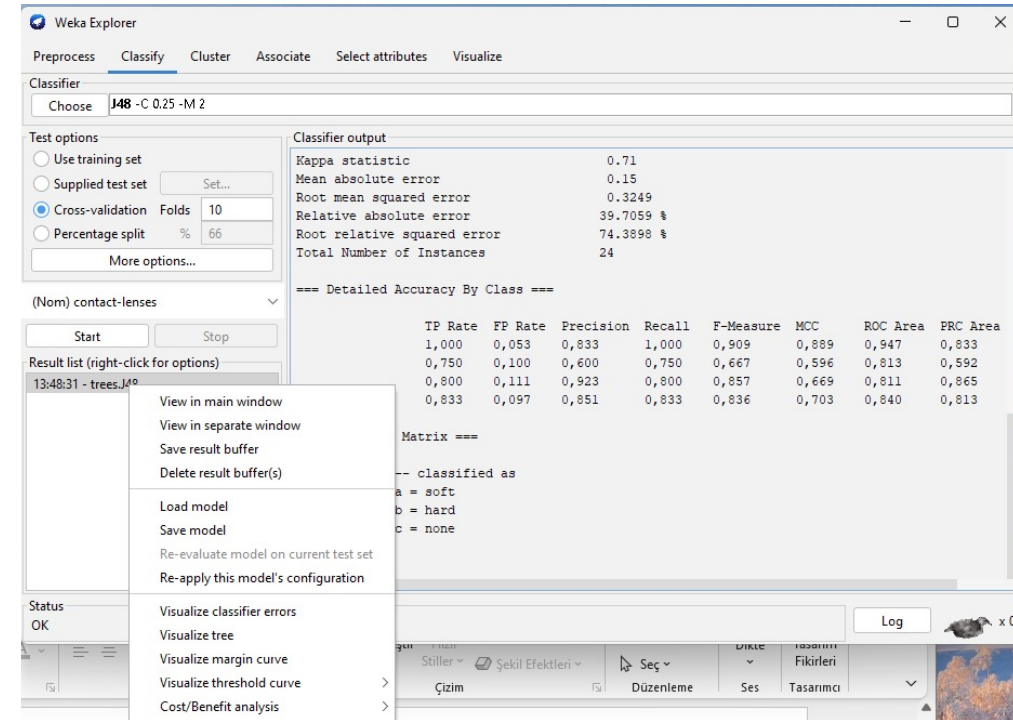 Weka Explorer
Preprocess Classify Cluster Associate Select attributes Visualize
Classifier
Choose J48 -C 0.25 -M 2
Test options
Use training set
Supplied test set Set...
Cross-validation Folds 10
Percentage split % 66
More options...
(Nom) contact-lenses
Start Stop
Result list (right-click for options)
13:48:31 - trees.J48
Classifier output
Kappa statistic 0.71
Mean absolute error 0.15
Root mean squared error 0.3249
Relative absolute error 39.7059 %
Root relative squared error 74.3898 %
Total Number of Instances 24
=== Detailed Accuracy By Class ===
TP Rate FP Rate Precision Recall F-Measure MCC ROC Area PRC Area
1,000 0,053 0,833 1,000 0,909 0,889 0,947 0,833
0,750 0,100 0,600 0,750 0,667 0,596 0,813 0,592
0,800 0,111 0,923 0,800 0,857 0,669 0,811 0,865
0,833 0,097 0,851 0,833 0,836 0,703 0,840 0,813
Matrix ===
-- classified as
a = soft
b = hard
c = none
View in main window
View in separate window
Save result buffer
Delete result buffer(s)
Load model
Save model
Re-evaluate model on current test set
Re-apply this model's configuration
Visualize classifier errors
Visualize tree
Visualize margin curve
Visualize threshold curve
Cost/Benefit analysis
Status
OK
Log
x 0
Stiller Şekil Efektleri Seç Dikte Tasarım
Fikirleri
Çizim Düzenleme Ses Tasarımcı